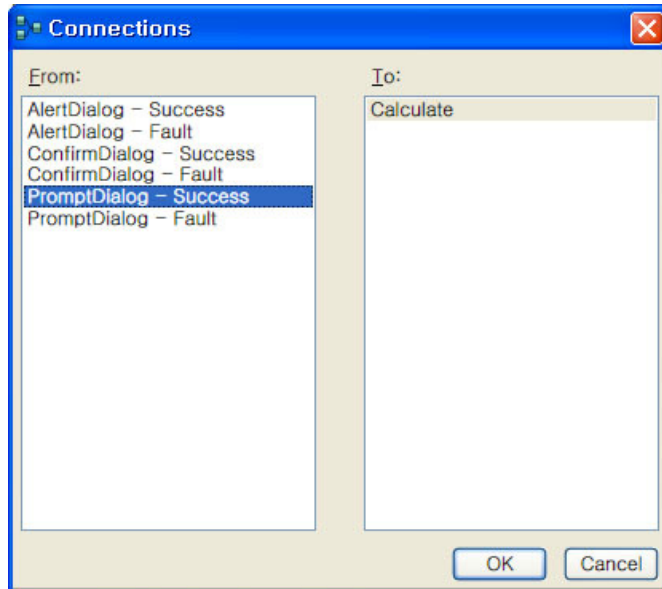 Connections
From:
AlertDialog - Success
AlertDialog - Fault
ConfirmDialog - Success
ConfirmDialog - Fault
PromptDialog - Success
PromptDialog - Fault
To:
Calculate
OK
Cancel